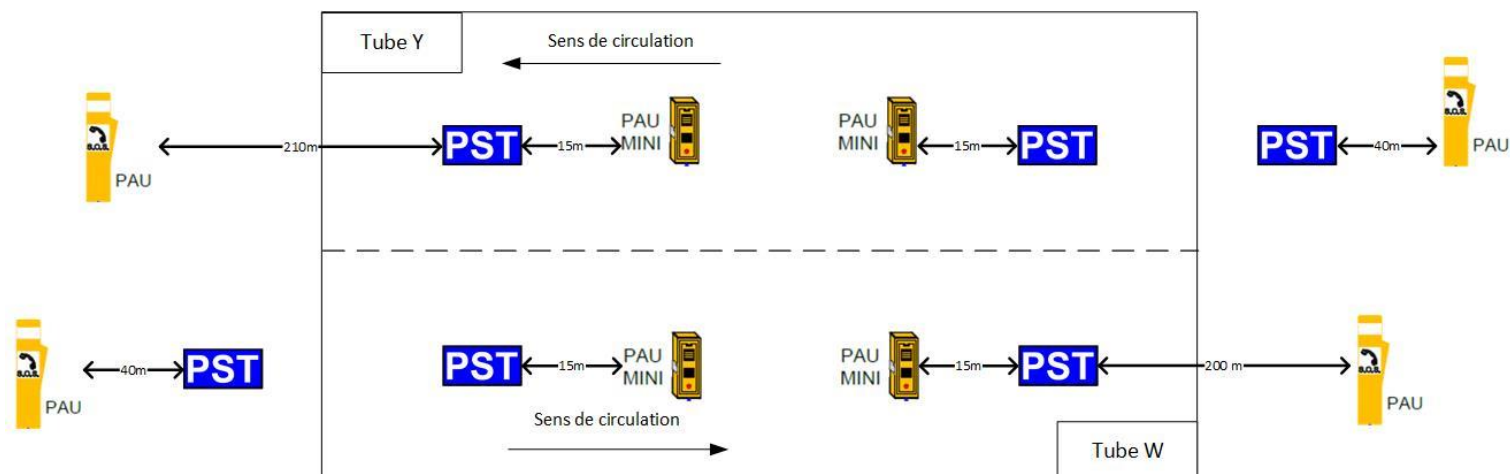 Tube Y
Sens de circulation
S.O.S.
PAU
210m
PST
15m
PAU
MINI
PAU
MINI
15m
PST
PST
40m
S.O.S.
PAU
S.O.S.
PAU
40m
PST
PST
15m
PAU
MINI
PAU
MINI
15m
PST
200 m
S.O.S.
PAU
Sens de circulation
Tube W